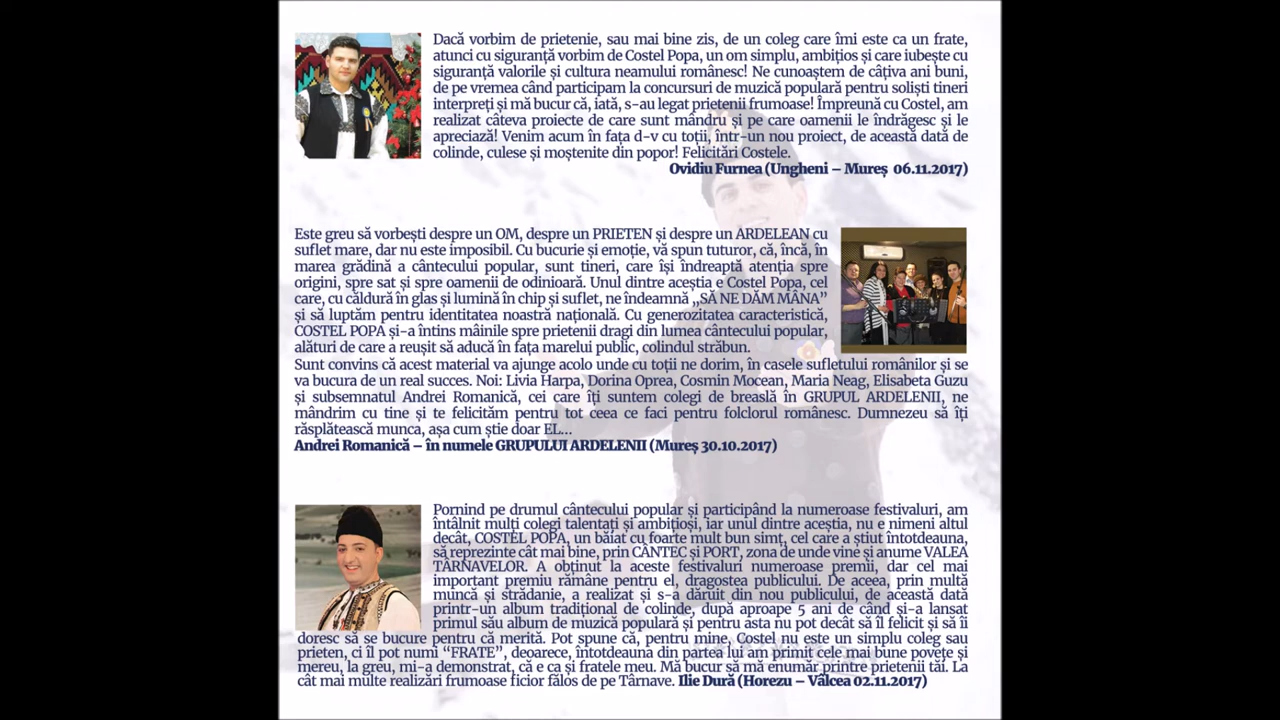 Dacă vorbim de prietenie, sau mai bine zis, de un coleg care îmi este ca un frate,
atunci cu siguranță vorbim de Costel Popa, un om simplu, ambițios și care iubește cu
siguranță valorile și cultura neamului românesc! Ne cunoaștem de câțiva ani buni,
de pe vremea când participam la concursuri de muzică populară pentru soliști tineri
interpreți și mă bucur că, iată, s-au legat prietenii frumoase! Împreună cu Costel, am
realizat câteva proiecte de care sunt mândru și pe care oamenii le îndrăgesc și le
apreciază! Venim acum în fața d-v cu toții, într-un nou proiect, de această dată de
colinde, culese și moștenite din popor! Felicitări Costele.
Ovidiu Furnea (Ungheni – Mureș 06.11.2017)
Este greu să vorbești despre un OM, despre un PRIETEN și despre un ARDELEAN cu
suflet mare, dar nu este imposibil. Cu bucurie și emoție, vă spun tuturor, că, încă, în
marea grădină a cântecului popular, sunt tineri, care își îndreaptă atenția spre
origini, spre sat și spre oamenii de odinioară. Unul dintre aceștia e Costel Popa, cel
care, cu căldură în glas și lumină în chip și suflet, ne îndeamnă „SĂ NE DĂM MÂNA”
și să luptăm pentru identitatea noastră națională. Cu generozitatea caracteristică,
COSTEL POPA și-a întins mâinile spre prietenii dragi din lumea cântecului popular,
alături de care a reușit să aducă în fața marelui public, colindul străbun.
Sunt convins că acest material va ajunge acolo unde cu toții ne dorim, în casele sufletului românilor și se
va bucura de un real succes. Noi: Livia Harpa, Dorina Oprea, Cosmin Mocean, Maria Neag, Elisabeta Guzu
și subsemnatul Andrei Romanică, cei care îți suntem colegi de breaslă în GRUPUL ARDELENII, ne
mândrim cu tine și te felicităm pentru tot ceea ce faci pentru folclorul românesc. Dumnezeu să îți
răsplătească munca, așa cum știe doar EL...
Andrei Romanică – în numele GRUPULUI ARDELENII (Mureș 30.10.2017)
Pornind pe drumul cântecului popular și participând la numeroase festivaluri, am
întâlnit mulți colegi talentați și ambițioși, iar unul dintre aceștia, nu e nimeni altul
decât, COSTEL POPA, un băiat cu foarte mult bun simț, cel care a știut întotdeauna,
să reprezinte cât mai bine, prin CÂNTEC și PORT, zona de unde vine și anume VALEA
TÂRNAVELOR. A obținut la aceste festivaluri numeroase premii, dar cel mai
important premiu rămâne pentru el, dragostea publicului. De aceea, prin multă
muncă și strădanie, a realizat și s-a dăruit din nou publicului, de această dată
printr-un album tradițional de colinde, după aproape 5 ani de când și-a lansat
primul său album de muzică populară și pentru asta nu pot decât să îl felicit și să îi
doresc să se bucure pentru că merită. Pot spune că, pentru mine, Costel nu este un simplu coleg sau
prieten, ci îl pot numi “FRATE”, deoarece, întotdeauna din partea lui am primit cele mai bune povețe și
mereu, la greu, mi-a demonstrat, că e ca și fratele meu. Mă bucur să mă enumăr printre prietenii tăi. La
cât mai multe realizări frumoase ficior fălos de pe Târnave. Ilie Dură (Horezu – Vâlcea 02.11.2017)